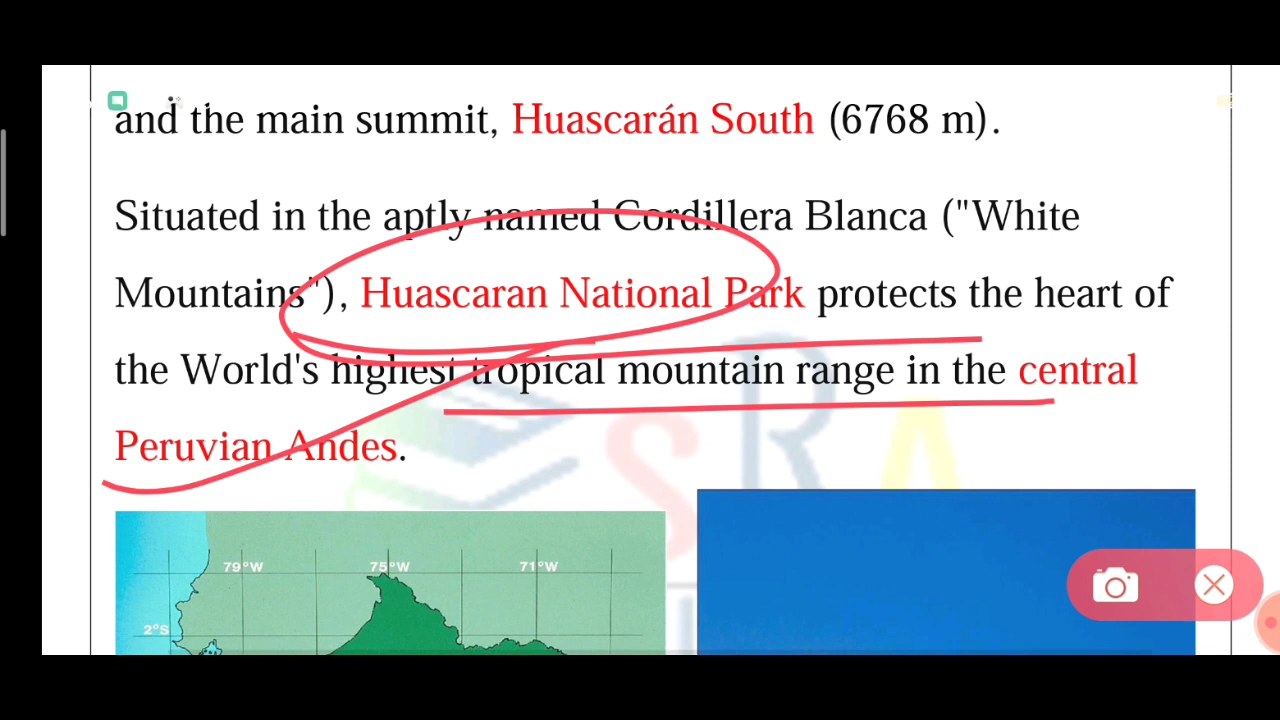 and the main summit, Huascarán South (6768 m).
Situated in the aptly named Cordillera Blanca ("White
Mountains"), Huascaran National Park protects the heart of
the World's highest tropical mountain range in the central
Peruvian Andes.
SRA
79°W 75°W 71°W
2°S